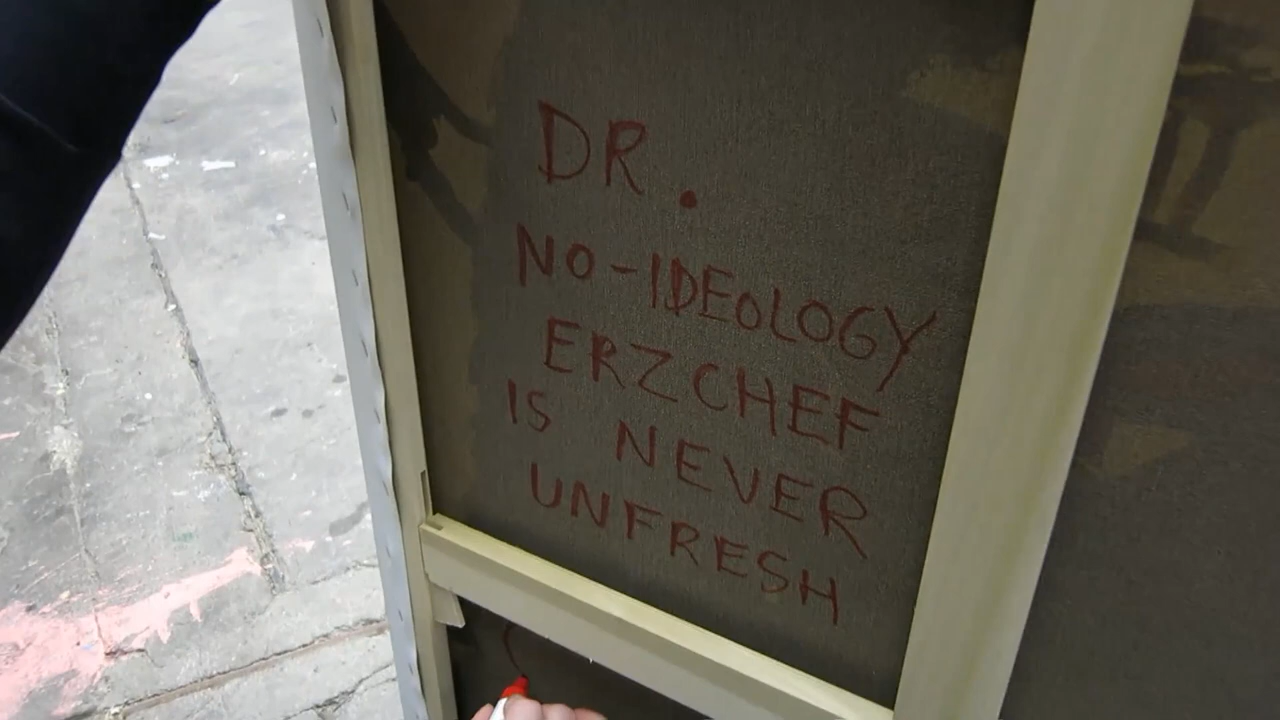 DR.
NO-IDEOLOGY
ERZCHEF
IS NEVER
UNFRESH